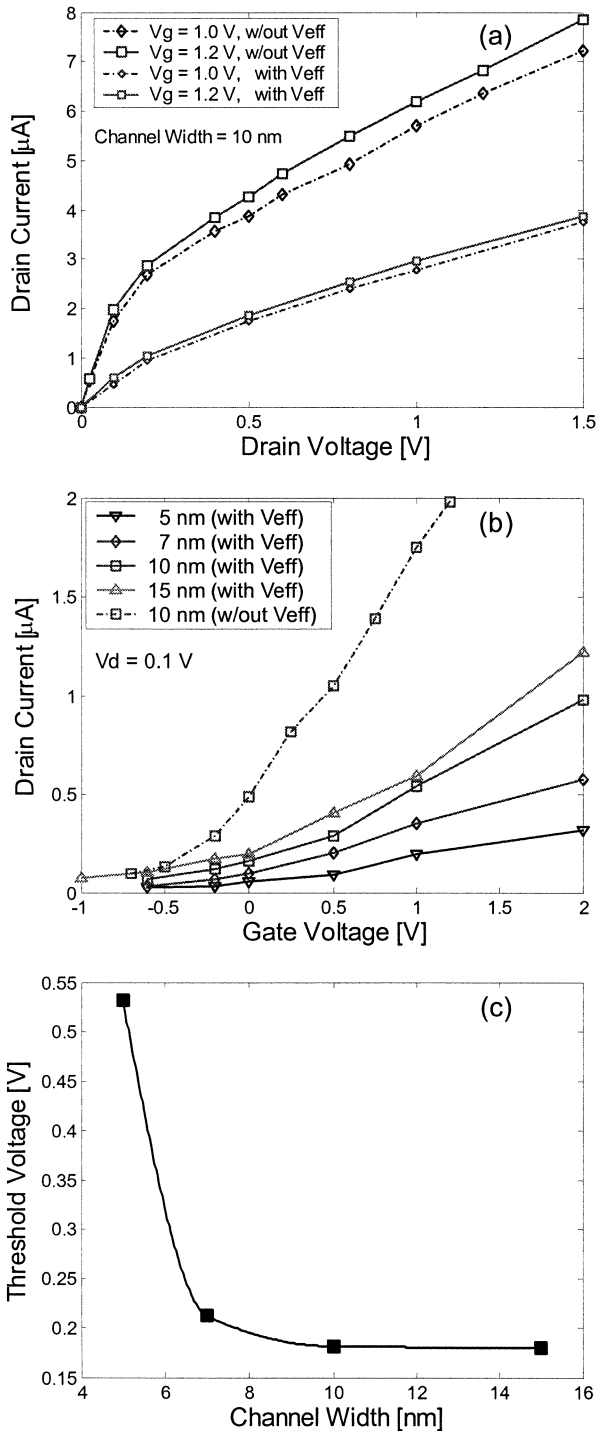 8
7
6
5
4
3
2
1
0
Drain Current [μA]
Vg = 1.0 V, w/out Veff
Vg = 1.2 V, w/out Veff
Vg = 1.0 V, with Veff
Vg = 1.2 V, with Veff
(a)
Channel Width = 10 nm
0 0.5 1 1.5
Drain Voltage [V]
2
1.5
1
0.5
0
Drain Current [μA]
5 nm (with Veff)
7 nm (with Veff)
10 nm (with Veff)
15 nm (with Veff)
10 nm (w/out Veff)
(b)
Vd = 0.1 V
-1 -0.5 0 0.5 1 1.5 2
Gate Voltage [V]
0.55
0.5
0.45
0.4
0.35
0.3
0.25
0.2
0.15
Threshold Voltage [V]
(c)
4 6 8 10 12 14 16
Channel Width [nm]